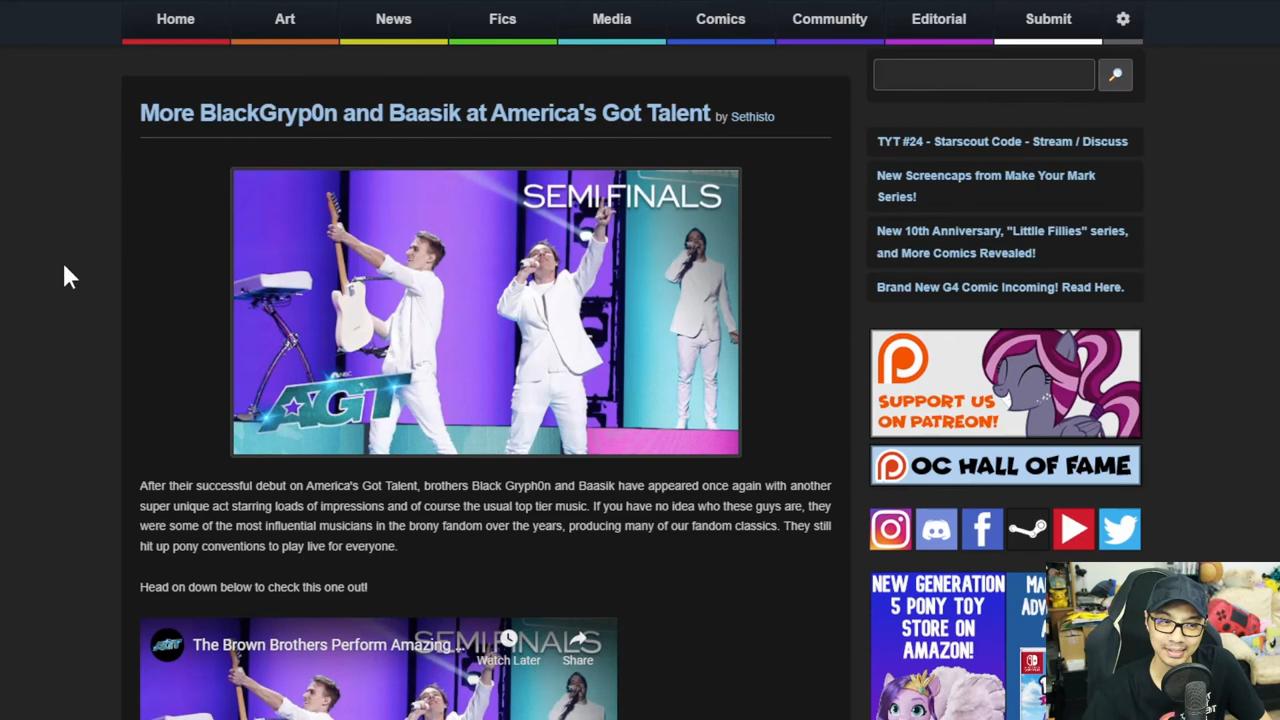 Home Art News Fics Media Comics Community Editorial Submit
More BlackGryp0n and Baasik at America's Got Talent by Sethisto
SEMIFINALS
NBC
AGT
After their successful debut on America's Got Talent, brothers Black Gryph0n and Baasik have appeared once again with another
super unique act starring loads of impressions and of course the usual top tier music. If you have no idea who these guys are, they
were some of the most influential musicians in the brony fandom over the years, producing many of our fandom classics. They still
hit up pony conventions to play live for everyone.
Head on down below to check this one out!
AGT
The Brown Brothers Perform Amazing ...
SEMIFINALS
Watch Later
Share
TYT #24 - Starscout Code - Stream / Discuss
New Screencaps from Make Your Mark
Series!
New 10th Anniversary, "Littlle Fillies" series,
and More Comics Revealed!
Brand New G4 Comic Incoming! Read Here.
SUPPORT US
ON PATREON!
OC HALL OF FAME
NEW GENERATION
5 PONY TOY
STORE ON
AMAZON!